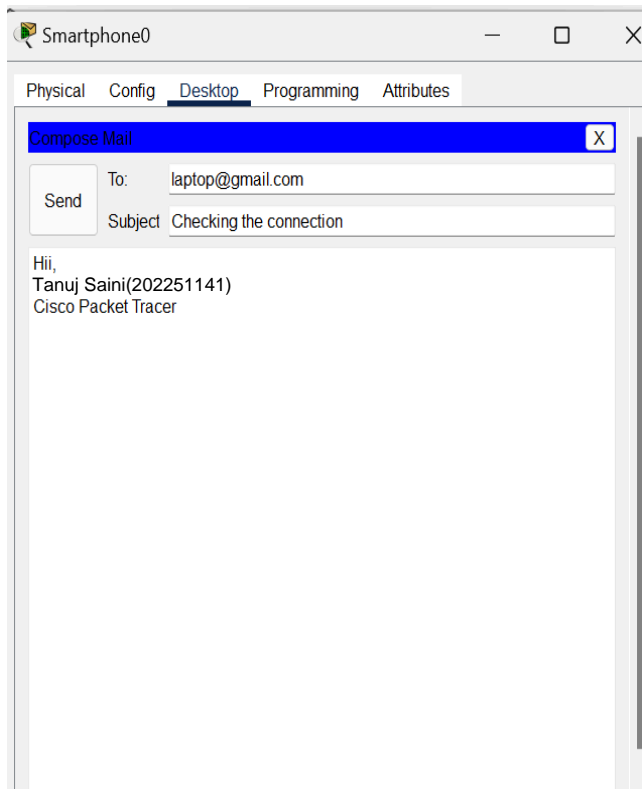 Smartphone0
Physical Config Desktop Programming Attributes
Compose Mail X
Send
To: laptop@gmail.com
Subject Checking the connection
Hii,
Tanuj Saini(202251141)
Cisco Packet Tracer